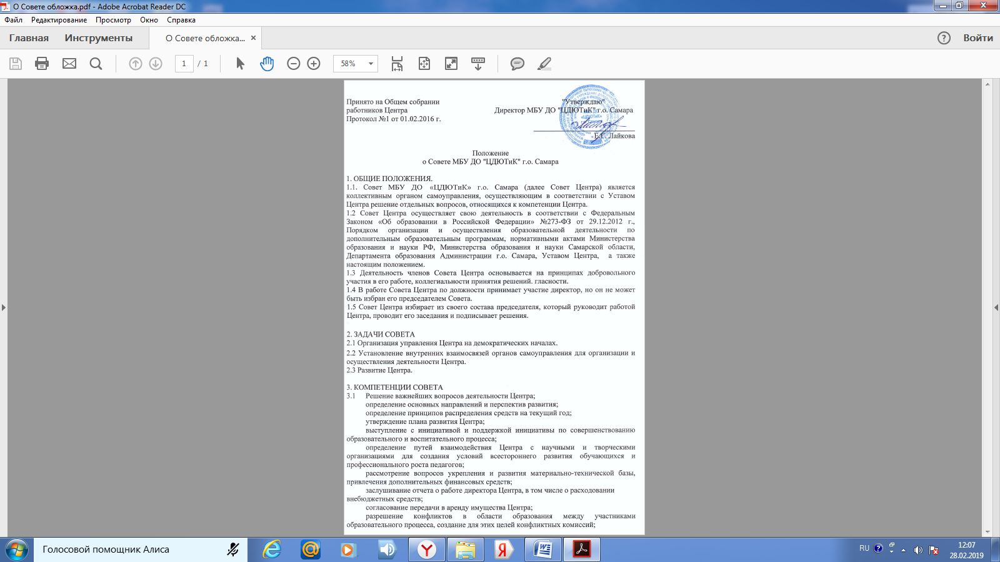 О Совете обложка.pdf - Adobe Acrobat Reader DC
Файл Редактирование Просмотр Окно Справка
Главная Инструменты О Совете обложка... × Войти
1 / 1 58%
Принято на Общем собрании
работников Центра
Протокол №1 от 01.02.2016 г.
"Утверждаю"
Директор МБУ ДО "ЦДЮТиК" г.о. Самара
Е.Г. Лайкова
Положение
о Совете МБУ ДО "ЦДЮТиК" г.о. Самара
1. ОБЩИЕ ПОЛОЖЕНИЯ.
1.1. Совет МБУ ДО «ЦДЮТиК» г.о. Самара (далее Совет Центра) является
коллективным органом самоуправления, осуществляющим в соответствии с Уставом
Центра решение отдельных вопросов, относящихся к компетенции Центра.
1.2 Совет Центра осуществляет свою деятельность в соответствии с Федеральным
Законом «Об образовании в Российской Федерации» №273-ФЗ от 29.12.2012 г.,
Порядком организации и осуществления образовательной деятельности по
дополнительным образовательным программам, нормативными актами Министерства
образования и науки РФ, Министерства образования и науки Самарской области,
Департамента образования Администрации г.о. Самара, Уставом Центра, а также
настоящим положением.
1.3 Деятельность членов Совета Центра основывается на принципах добровольного
участия в его работе, коллегиальности принятия решений. гласности.
1.4 В работе Совета Центра по должности принимает участие директор, но он не может
быть избран его председателем Совета.
1.5 Совет Центра избирает из своего состава председателя, который руководит работой
Центра, проводит его заседания и подписывает решения.
2. ЗАДАЧИ СОВЕТА
2.1 Организация управления Центра на демократических началах.
2.2 Установление внутренних взаимосвязей органов самоуправления для организации и
осуществления деятельности Центра.
2.3 Развитие Центра.
3. КОМПЕТЕНЦИИ СОВЕТА
3.1 Решение важнейших вопросов деятельности Центра;
определение основных направлений и перспектив развития;
определение принципов распределения средств на текущий год;
утверждение плана развития Центра;
выступление с инициативой и поддержкой инициативы по совершенствованию
образовательного и воспитательного процесса;
определение путей взаимодействия Центра с научными и творческими
организациями для создания условий всестороннего развития обучающихся и
профессионального роста педагогов;
рассмотрение вопросов укрепления и развития материально-технической базы,
привлечения дополнительных финансовых средств;
заслушивание отчета о работе директора Центра, в том числе о расходовании
внебюджетных средств;
согласование передачи в аренду имущества Центра;
разрешение конфликтов в области образования между участниками
образовательного процесса, создание для этих целей конфликтных комиссий;
Голосовой помощник Алиса
RU
12:07
28.02.2019